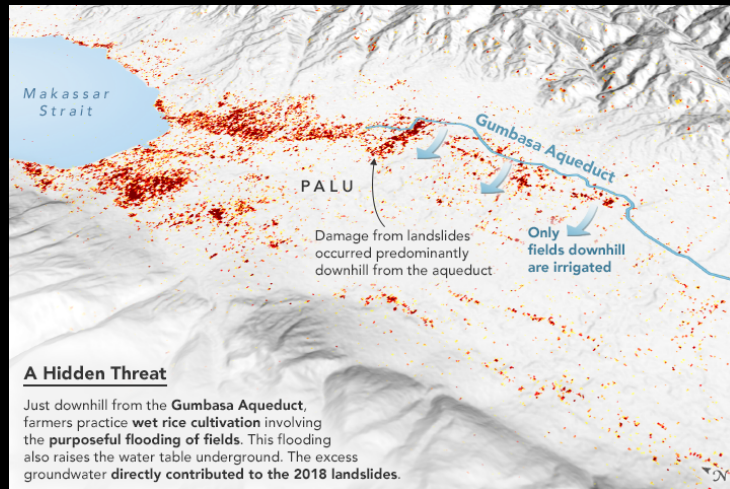 Makassar
Strait
Gumbasa Aqueduct
PALU
Damage from landslides
occurred predominantly
downhill from the aqueduct
Only
fields downhill
are irrigated
A Hidden Threat
Just downhill from the Gumbasa Aqueduct,
farmers practice wet rice cultivation involving
the purposeful flooding of fields. This flooding
also raises the water table underground. The excess
groundwater directly contributed to the 2018 landslides.
N